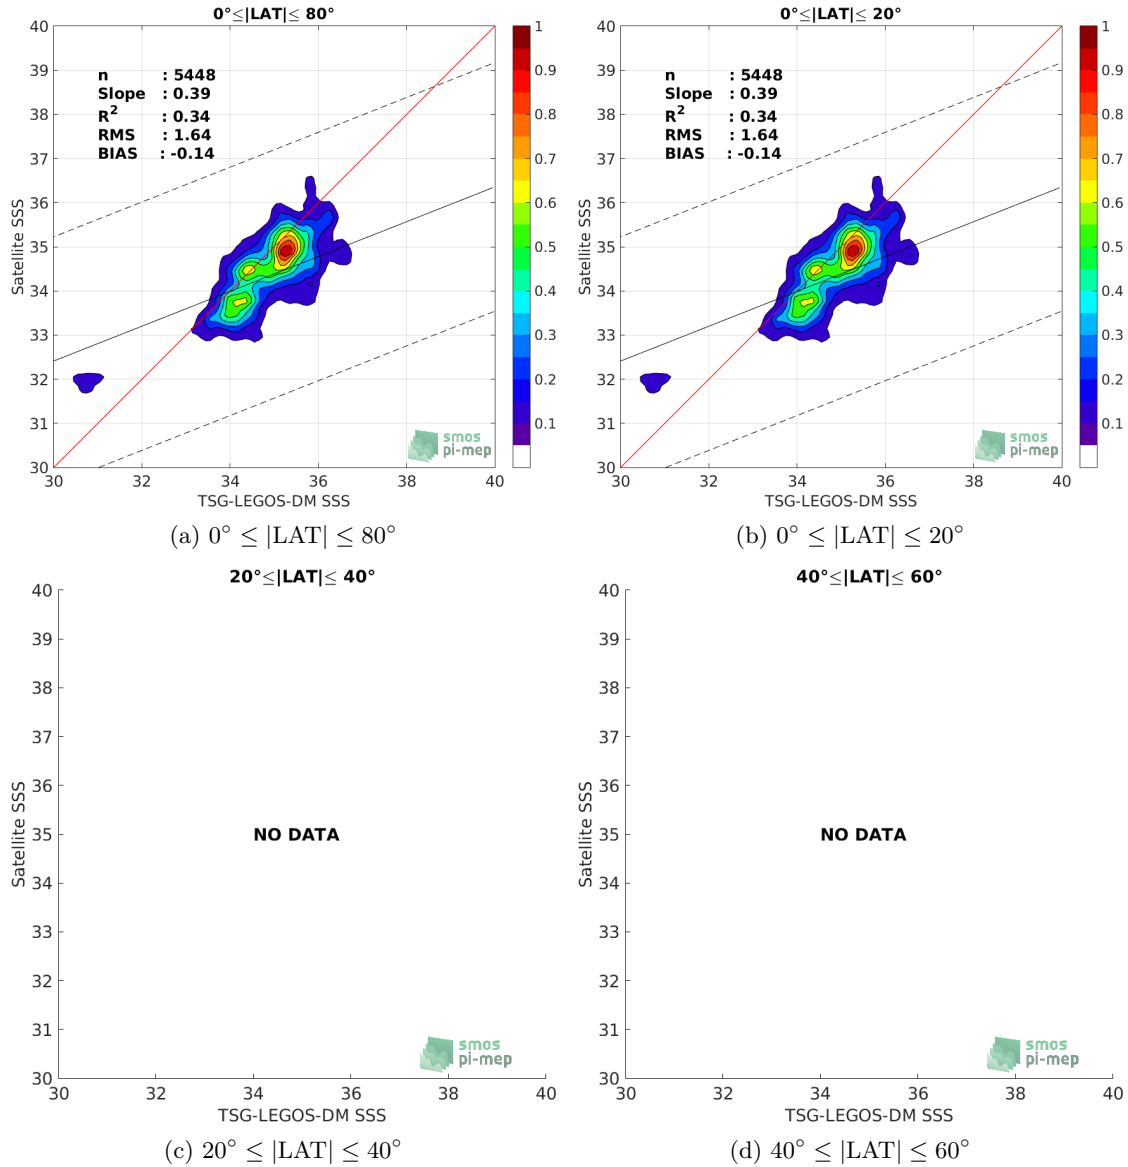 0°≤|LAT|≤ 80°
40
39
38
37
36
35
34
33
32
31
30
Satellite SSS
n : 5448
Slope : 0.39
R² : 0.34
RMS : 1.64
BIAS : -0.14
smos
pi-mep
30 32 34 36 38 40
TSG-LEGOS-DM SSS
1
0.9
0.8
0.7
0.6
0.5
0.4
0.3
0.2
0.1
(a) 0° ≤ |LAT| ≤ 80°
0°≤|LAT|≤ 20°
40
39
38
37
36
35
34
33
32
31
30
Satellite SSS
n : 5448
Slope : 0.39
R² : 0.34
RMS : 1.64
BIAS : -0.14
smos
pi-mep
30 32 34 36 38 40
TSG-LEGOS-DM SSS
1
0.9
0.8
0.7
0.6
0.5
0.4
0.3
0.2
0.1
(b) 0° ≤ |LAT| ≤ 20°
20°≤|LAT|≤ 40°
40
39
38
37
36
35
34
33
32
31
30
Satellite SSS
NO DATA
smos
pi-mep
30 32 34 36 38 40
TSG-LEGOS-DM SSS
(c) 20° ≤ |LAT| ≤ 40°
40°≤|LAT|≤ 60°
40
39
38
37
36
35
34
33
32
31
30
Satellite SSS
NO DATA
smos
pi-mep
30 32 34 36 38 40
TSG-LEGOS-DM SSS
(d) 40° ≤ |LAT| ≤ 60°